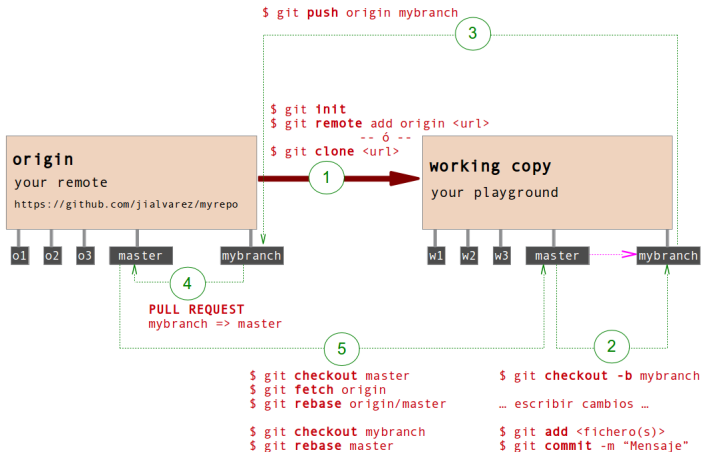 $ git push origin mybranch
3
$ git init
$ git remote add origin <url>
-- ó --
$ git clone <url>
1
origin
your remote
https://github.com/jialvarez/myrepo
working copy
your playground
o1 o2 o3 master mybranch
w1 w2 w3 master mybranch
4
PULL REQUEST
mybranch => master
5
$ git checkout master
$ git fetch origin
$ git rebase origin/master
$ git checkout mybranch
$ git rebase master
2
$ git checkout -b mybranch
… escribir cambios …
$ git add <fichero(s)>
$ git commit -m “Mensaje”